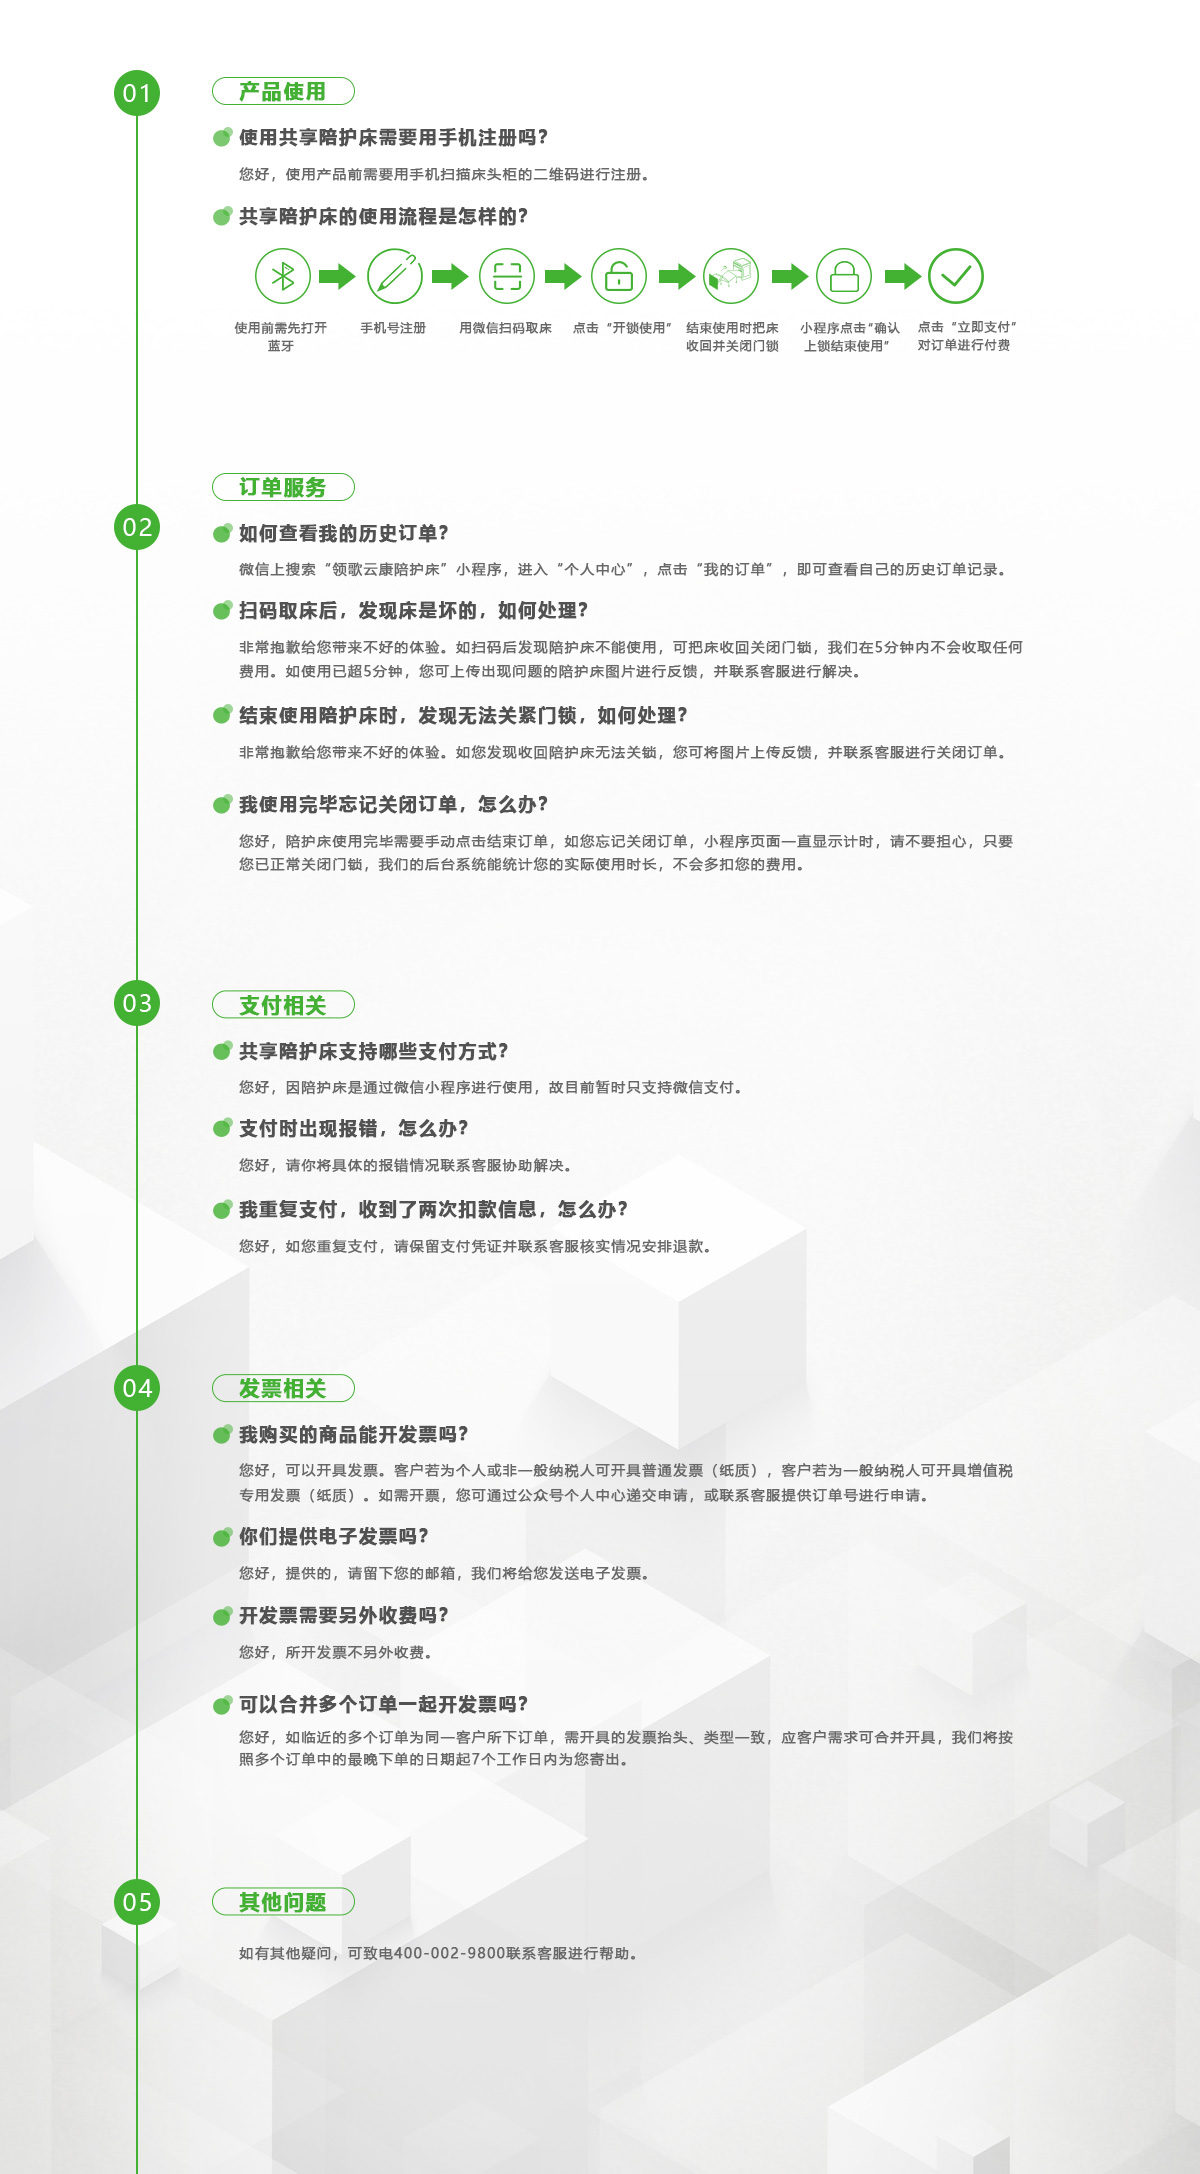 01
产品使用
使用共享陪护床需要用手机注册吗？
您好，使用产品前需要用手机扫描床头柜的二维码进行注册。
共享陪护床的使用流程是怎样的？
使用前需先打开
蓝牙
手机号注册
用微信扫码取床
点击“开锁使用”
结束使用时把床
收回并关闭门锁
小程序点击“确认
上锁结束使用”
点击“立即支付”
对订单进行付费
订单服务
02
如何查看我的历史订单？
微信上搜索“领歌云康陪护床”小程序，进入“个人中心”，点击“我的订单”，即可查看自己的历史订单记录。
扫码取床后，发现床是坏的，如何处理？
非常抱歉给您带来不好的体验。如扫码后发现陪护床不能使用，可把床收回关闭门锁，我们在5分钟内不会收取任何
费用。如使用已超5分钟，您可上传出现问题的陪护床图片进行反馈，并联系客服进行解决。
结束使用陪护床时，发现无法关紧门锁，如何处理？
非常抱歉给您带来不好的体验。如您发现收回陪护床无法关锁，您可将图片上传反馈，并联系客服进行关闭订单。
我使用完毕忘记关闭订单，怎么办？
您好，陪护床使用完毕需要手动点击结束订单，如您忘记关闭订单，小程序页面一直显示计时，请不要担心，只要
您已正常关闭门锁，我们的后台系统能统计您的实际使用时长，不会多扣您的费用。
03
支付相关
共享陪护床支持哪些支付方式？
您好，因陪护床是通过微信小程序进行使用，故目前暂时只支持微信支付。
支付时出现报错，怎么办？
您好，请你将具体的报错情况联系客服协助解决。
我重复支付，收到了两次扣款信息，怎么办？
您好，如您重复支付，请保留支付凭证并联系客服核实情况安排退款。
04
发票相关
我购买的商品能开发票吗？
您好，可以开具发票。客户若为个人或非一般纳税人可开具普通发票（纸质），客户若为一般纳税人可开具增值税
专用发票（纸质）。如需开票，您可通过公众号个人中心递交申请，或联系客服提供订单号进行申请。
你们提供电子发票吗？
您好，提供的，请留下您的邮箱，我们将给您发送电子发票。
开发票需要另外收费吗？
您好，所开发票不另外收费。
可以合并多个订单一起开发票吗？
您好，如临近的多个订单为同一客户所下订单，需开具的发票抬头、类型一致，应客户需求可合并开具，我们将按
照多个订单中的最晚下单的日期起7个工作日内为您寄出。
05
其他问题
如有其他疑问，可致电400-002-9800联系客服进行帮助。